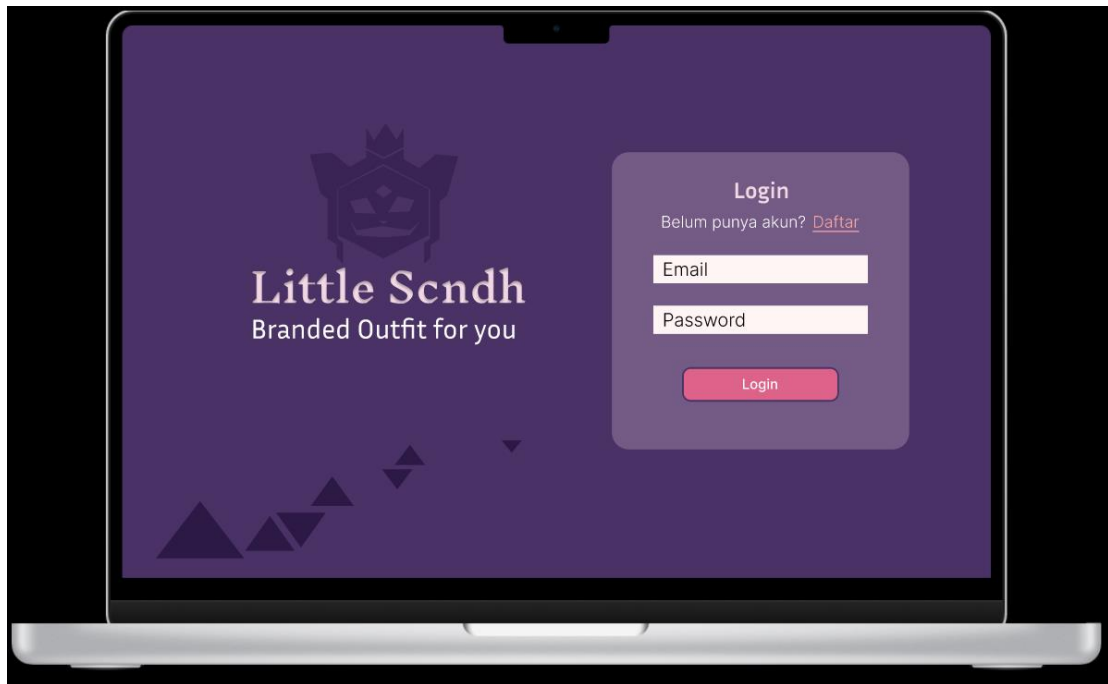 Little Scndh
Branded Outfit for you
Login
Belum punya akun? Daftar
Email
Password
Login